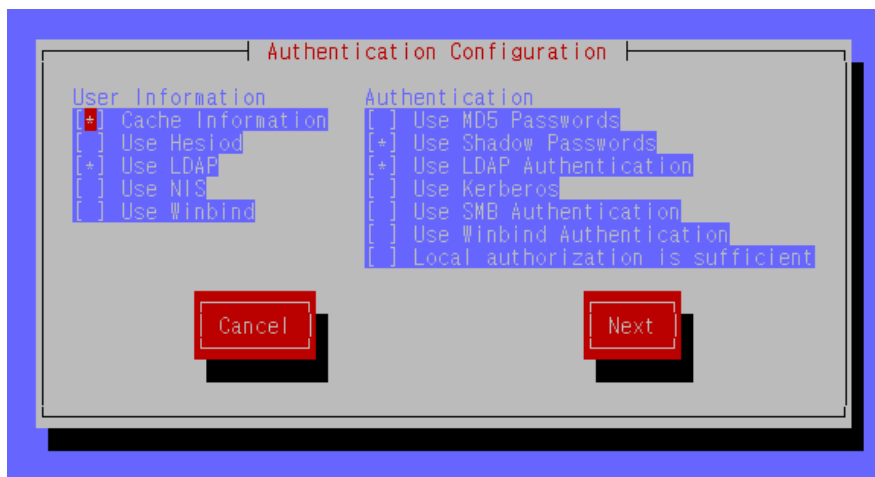 Authentication Configuration
User Information
[*] Cache Information
[ ] Use Hesiod
[*] Use LDAP
[ ] Use NIS
[ ] Use Winbind
Authentication
[ ] Use MD5 Passwords
[*] Use Shadow Passwords
[*] Use LDAP Authentication
[ ] Use Kerberos
[ ] Use SMB Authentication
[ ] Use Winbind Authentication
[ ] Local authorization is sufficient
Cancel
Next